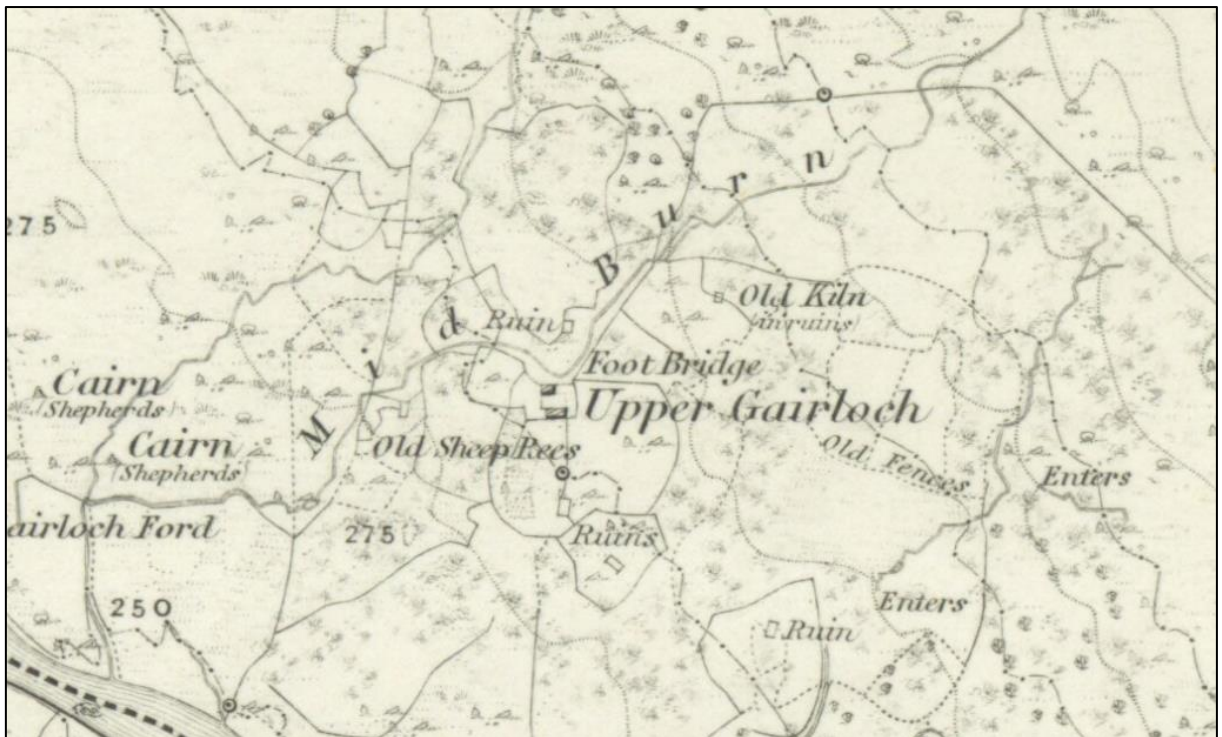 275
Mid Burn
Ruin
Old Kiln
(in ruins)
Foot Bridge
Upper Gairloch
Cairn
(Shepherds)
Cairn
(Shepherds)
Old Sheep Rees
Old Fences
Enters
airloch Ford
275
Ruins
250
Enters
Ruin